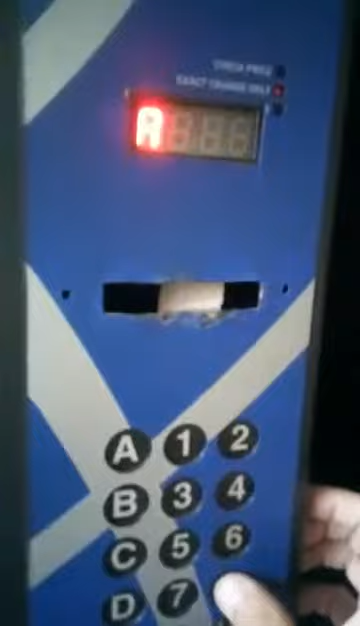 CHECK PRICE
EXACT CHANGE ONLY
A
A 1 2
B 3 4
C 5 6
D 7